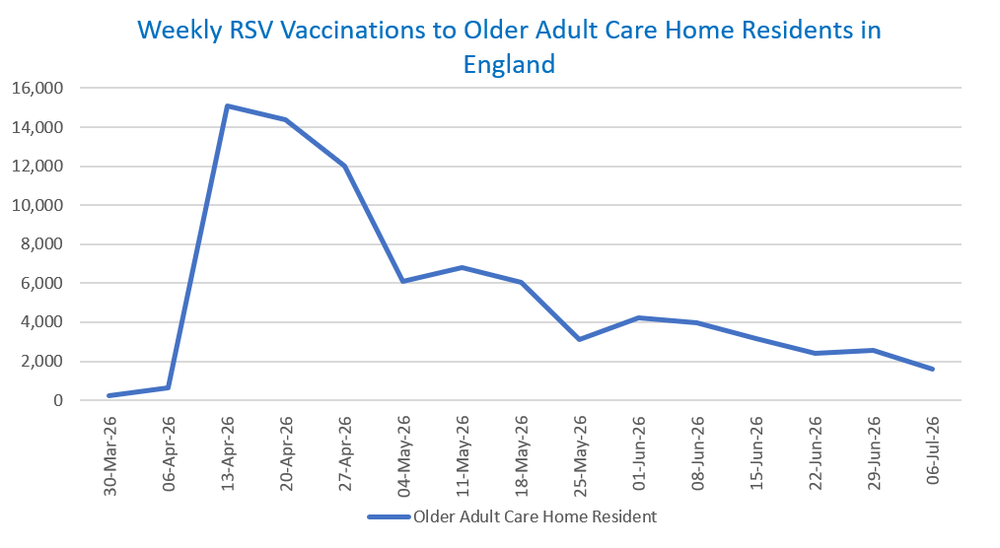 Weekly RSV Vaccinations to Older Adult Care Home Residents in
England
16,000
14,000
12,000
10,000
8,000
6,000
4,000
2,000
0
30-Mar-26
06-Apr-26
13-Apr-26
20-Apr-26
27-Apr-26
04-May-26
11-May-26
18-May-26
25-May-26
01-Jun-26
08-Jun-26
15-Jun-26
22-Jun-26
29-Jun-26
06-Jul-26
Older Adult Care Home Resident